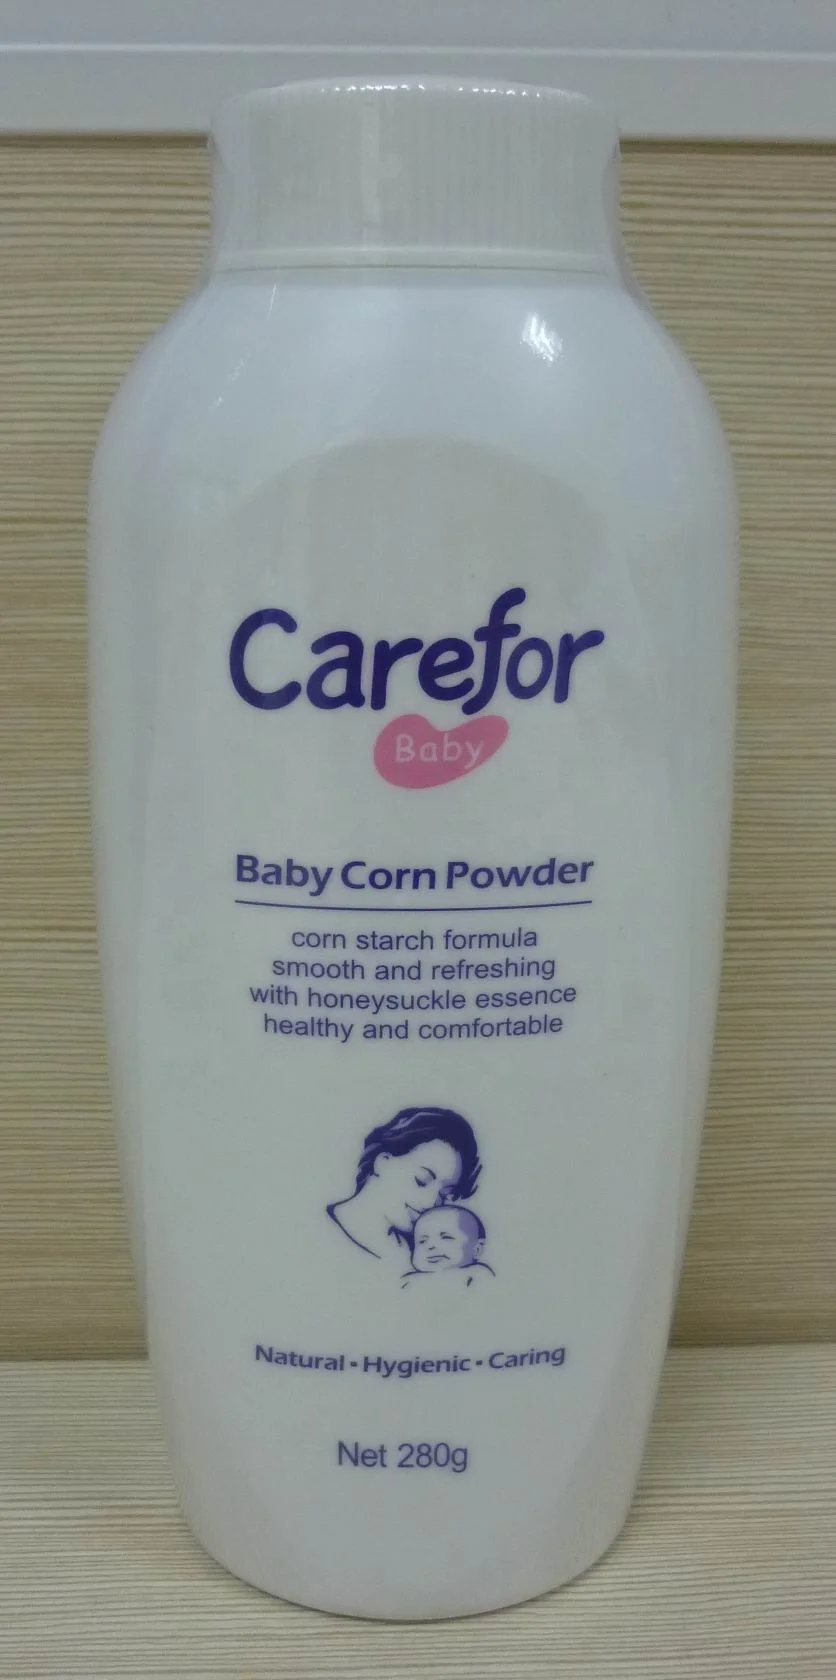 Carefor
Baby
Baby Corn Powder
corn starch formula
smooth and refreshing
with honeysuckle essence
healthy and comfortable
Natural • Hygienic • Caring
Net 280g